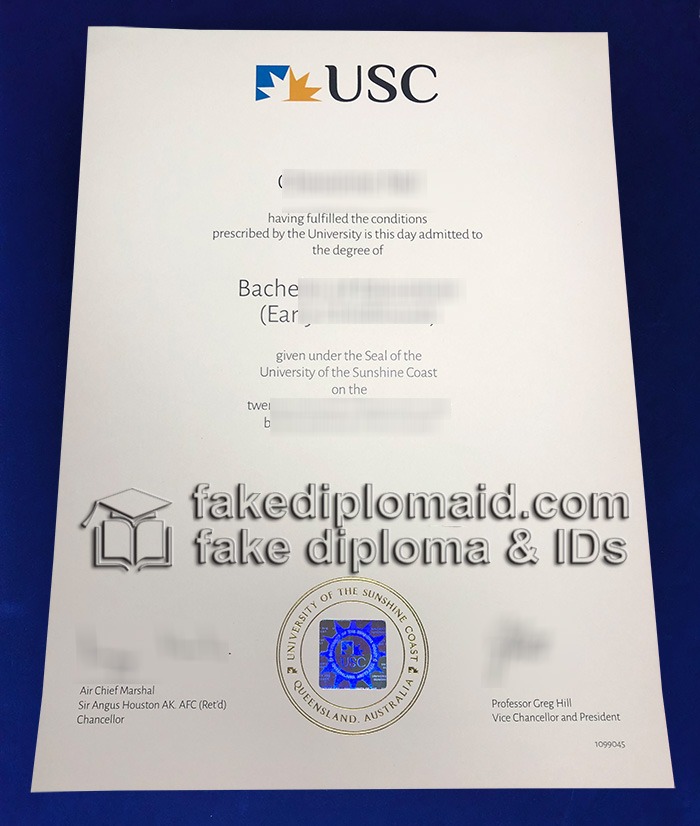 USC
having fulfilled the conditions
prescribed by the University is this day admitted to
the degree of
given under the Seal of the
University of the Sunshine Coast
on the
fakediplomaid.com
fake diploma & IDs
UNIVERSITY OF THE SUNSHINE COAST
QUEENSLAND, AUSTRALIA
USC
Air Chief Marshal
Sir Angus Houston AK. AFC (Ret'd)
Chancellor
Professor Greg Hill
Vice Chancellor and President
1099045